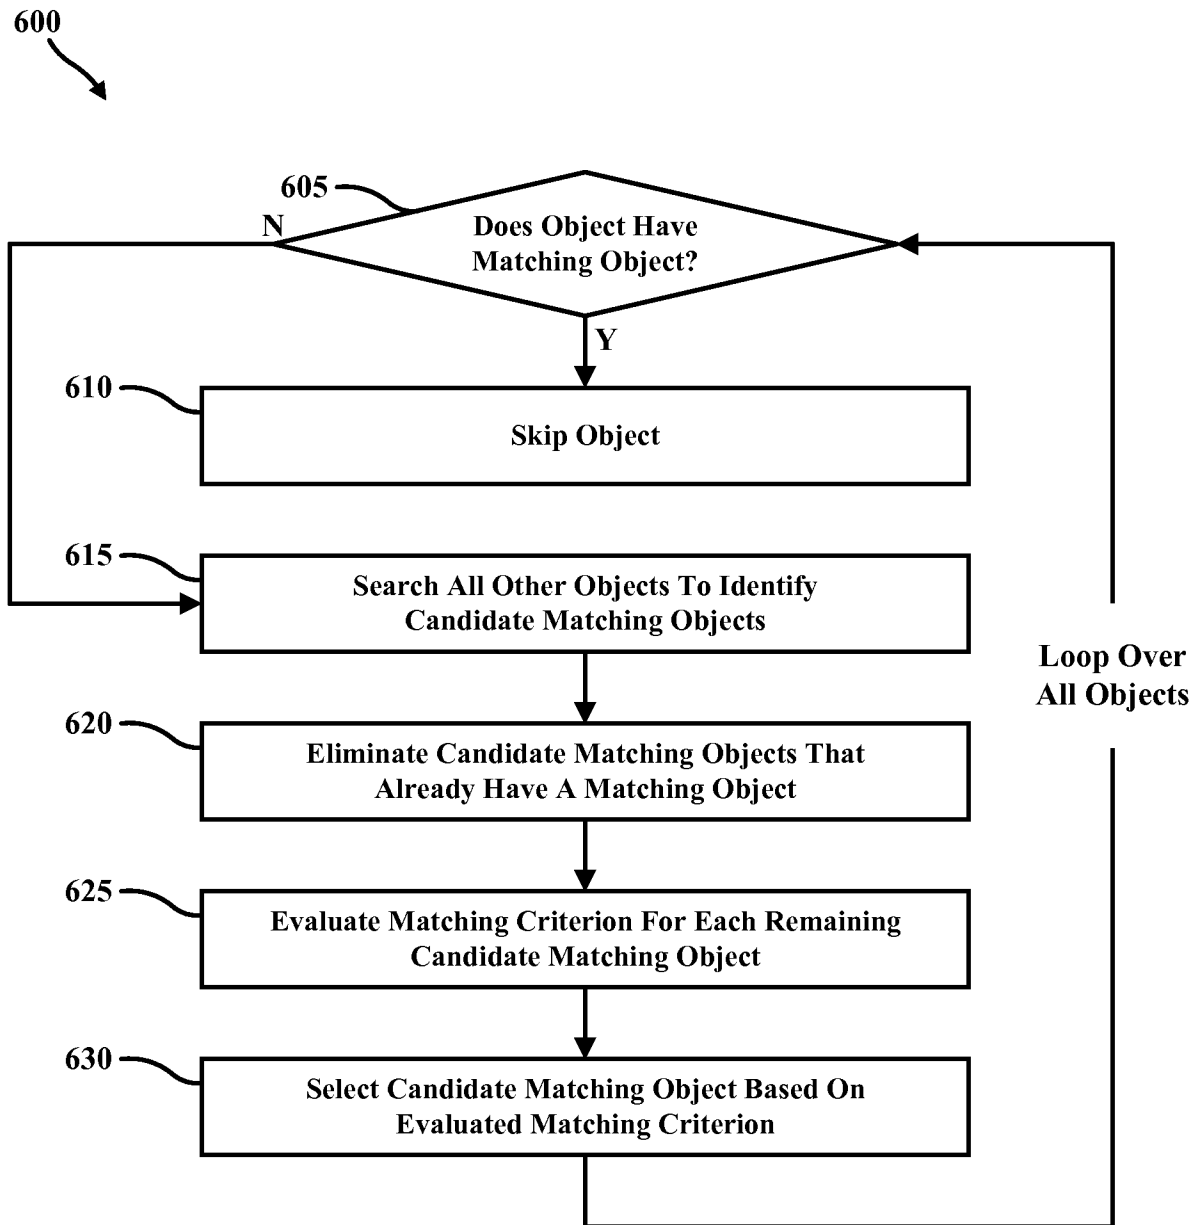 600
605
N
Does Object Have
Matching Object?
Y
610
Skip Object
615
Search All Other Objects To Identify
Candidate Matching Objects
Loop Over
All Objects
620
Eliminate Candidate Matching Objects That
Already Have A Matching Object
625
Evaluate Matching Criterion For Each Remaining
Candidate Matching Object
630
Select Candidate Matching Object Based On
Evaluated Matching Criterion